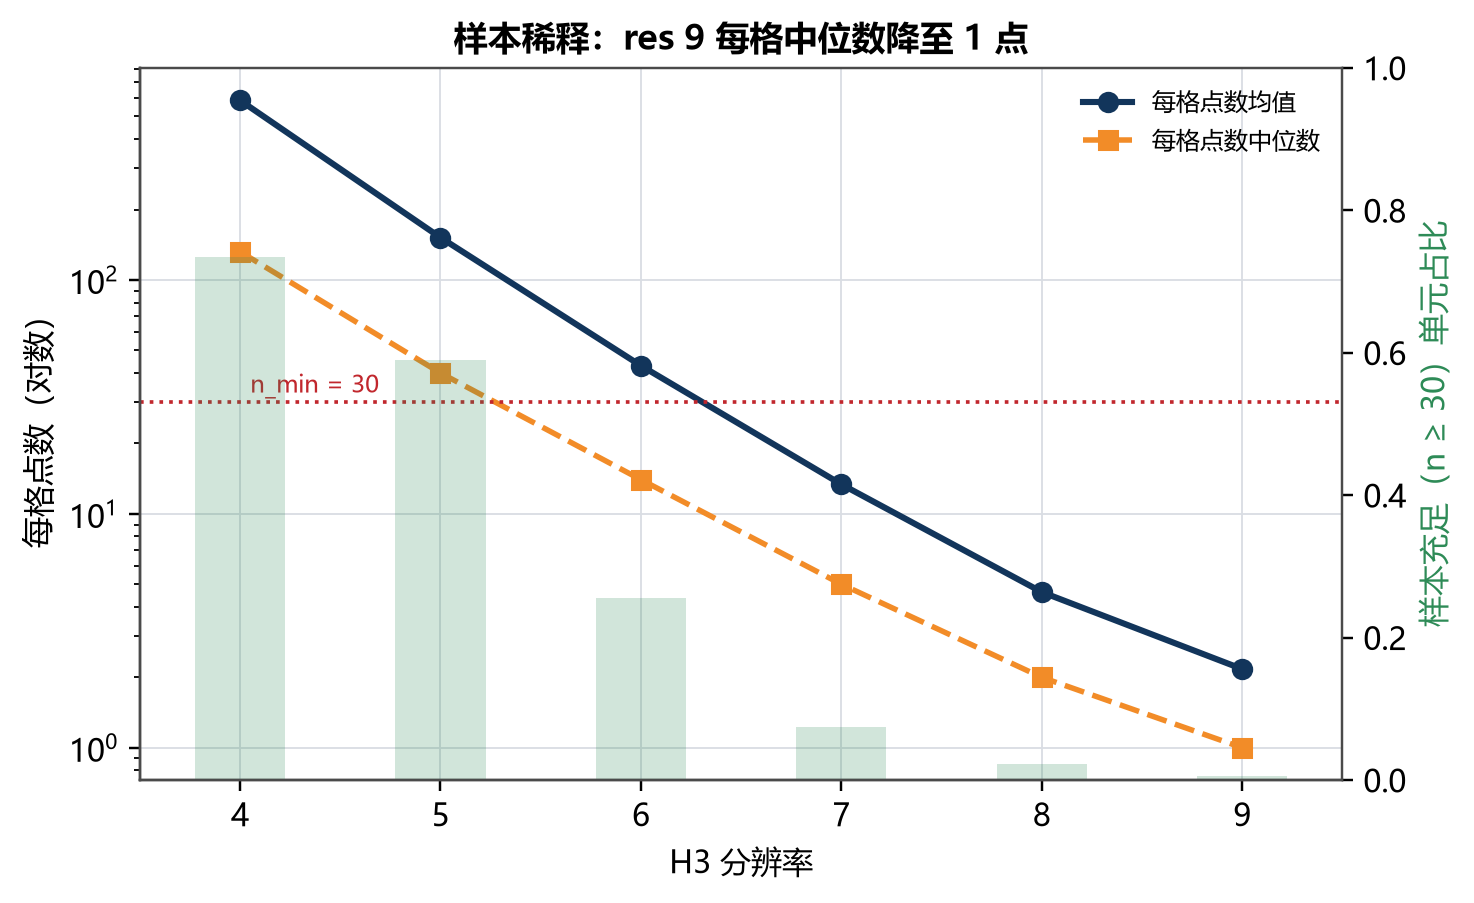 样本稀释：res 9 每格中位数降至 1 点
每格点数均值
每格点数中位数
每格点数（对数）
10²
10¹
10⁰
n_min = 30
1.0
0.8
0.6
0.4
0.2
0.0
样本充足（n ≥ 30）单元占比
4 5 6 7 8 9
H3 分辨率